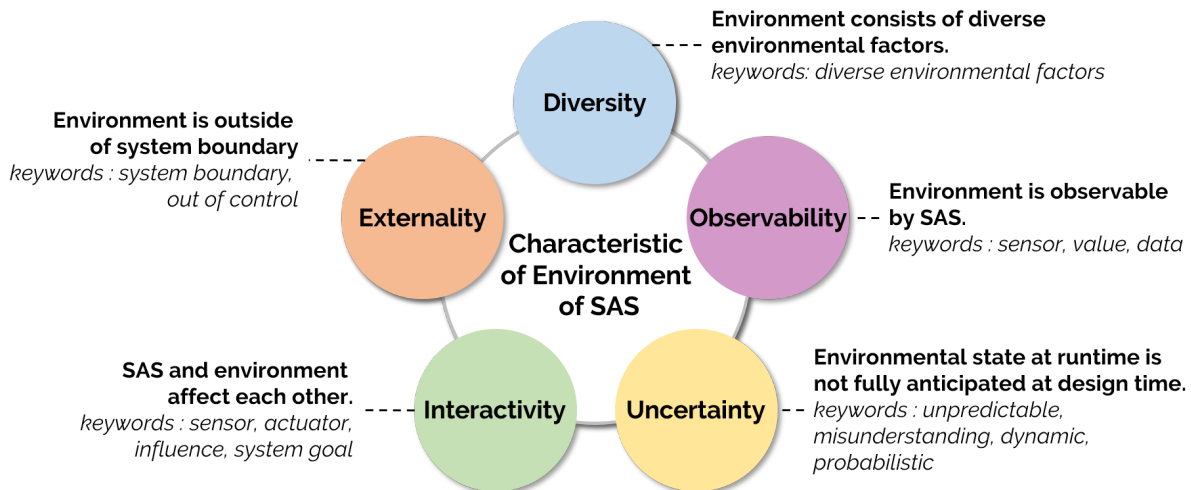 Environment consists of diverse
environmental factors.
keywords: diverse environmental factors
Diversity
Environment is outside
of system boundary
keywords : system boundary,
out of control
Externality
Observability
Environment is observable
by SAS.
keywords : sensor, value, data
Characteristic
of Environment
of SAS
SAS and environment
affect each other.
keywords : sensor, actuator,
influence, system goal
Interactivity
Uncertainty
Environmental state at runtime is
not fully anticipated at design time.
keywords : unpredictable,
misunderstanding, dynamic,
probabilistic